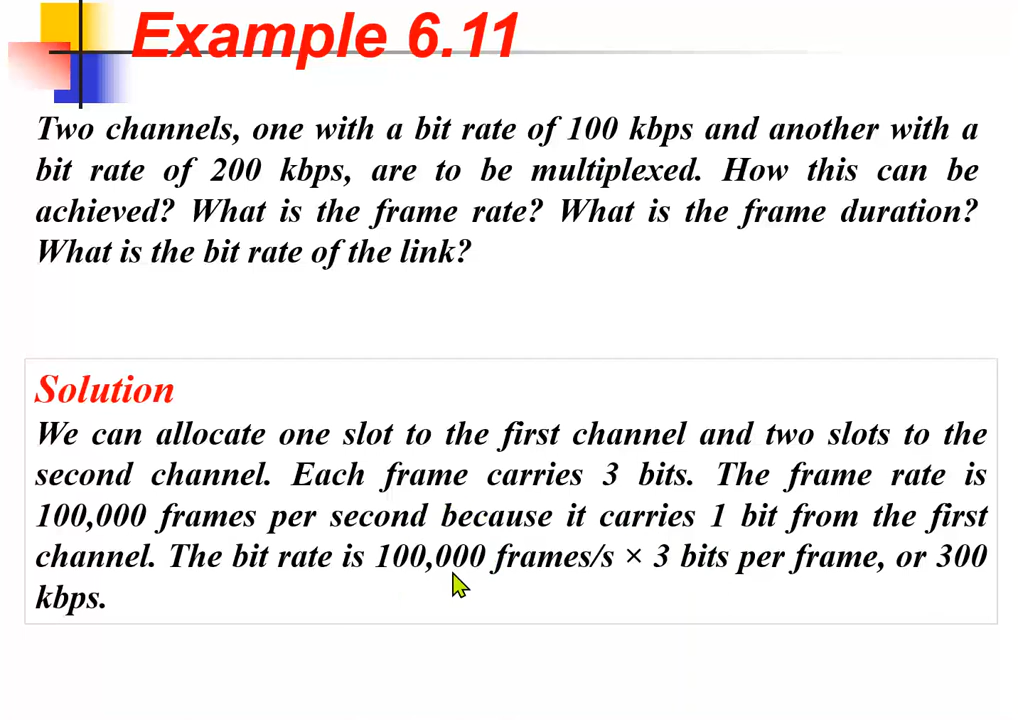 Example 6.11
Two channels, one with a bit rate of 100 kbps and another with a
bit rate of 200 kbps, are to be multiplexed. How this can be
achieved? What is the frame rate? What is the frame duration?
What is the bit rate of the link?
Solution
We can allocate one slot to the first channel and two slots to the
second channel. Each frame carries 3 bits. The frame rate is
100,000 frames per second because it carries 1 bit from the first
channel. The bit rate is 100,000 frames/s × 3 bits per frame, or 300
kbps.